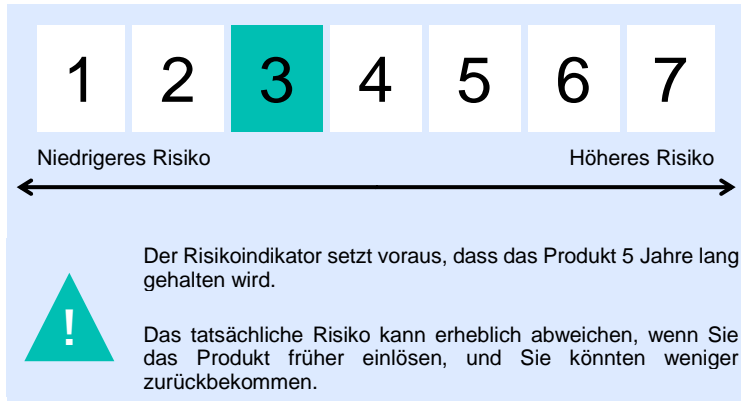 1 2 3 4 5 6 7
Niedrigeres Risiko Höheres Risiko
Der Risikoindikator setzt voraus, dass das Produkt 5 Jahre lang
gehalten wird.
!
Das tatsächliche Risiko kann erheblich abweichen, wenn Sie
das Produkt früher einlösen, und Sie könnten weniger
zurückbekommen.